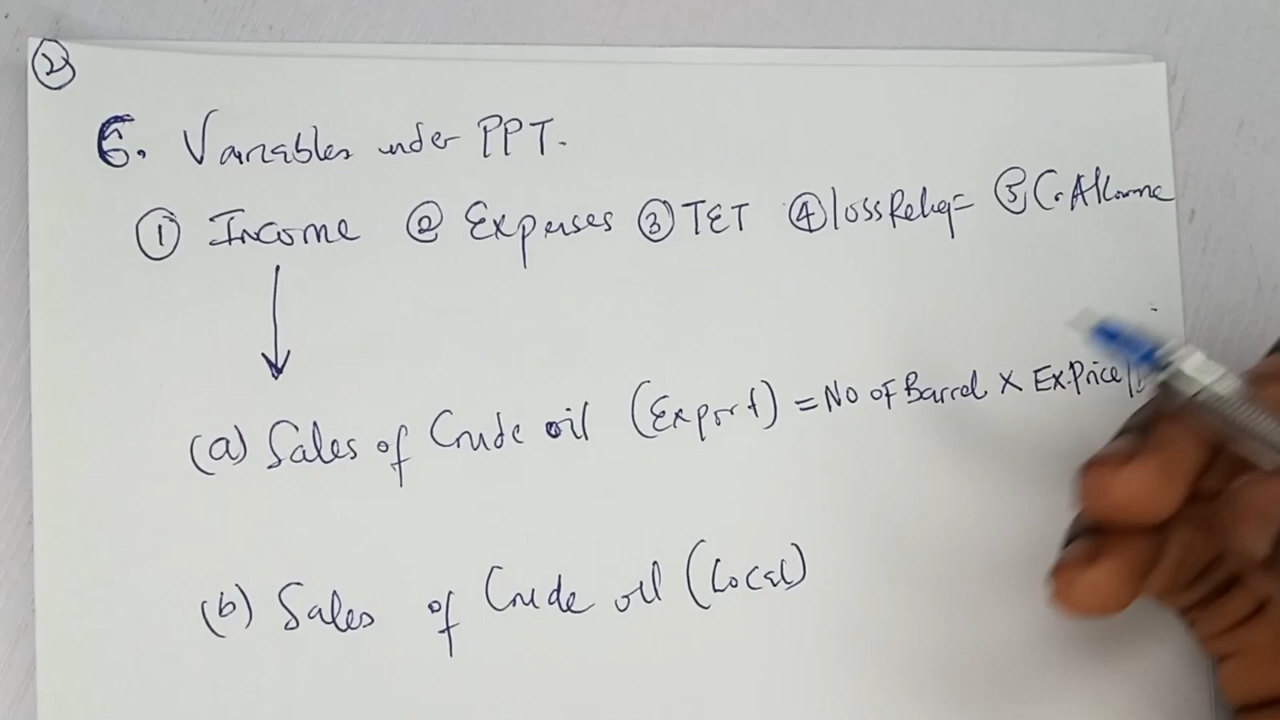 2
6. Variables under PPT.
① Income ② Expenses ③ TET ④ loss Relief ⑤ C. Allowance
(a) Sales of Crude oil (Export) = No of Barrel X Ex.Price/
(b) Sales of Crude oil (Local)